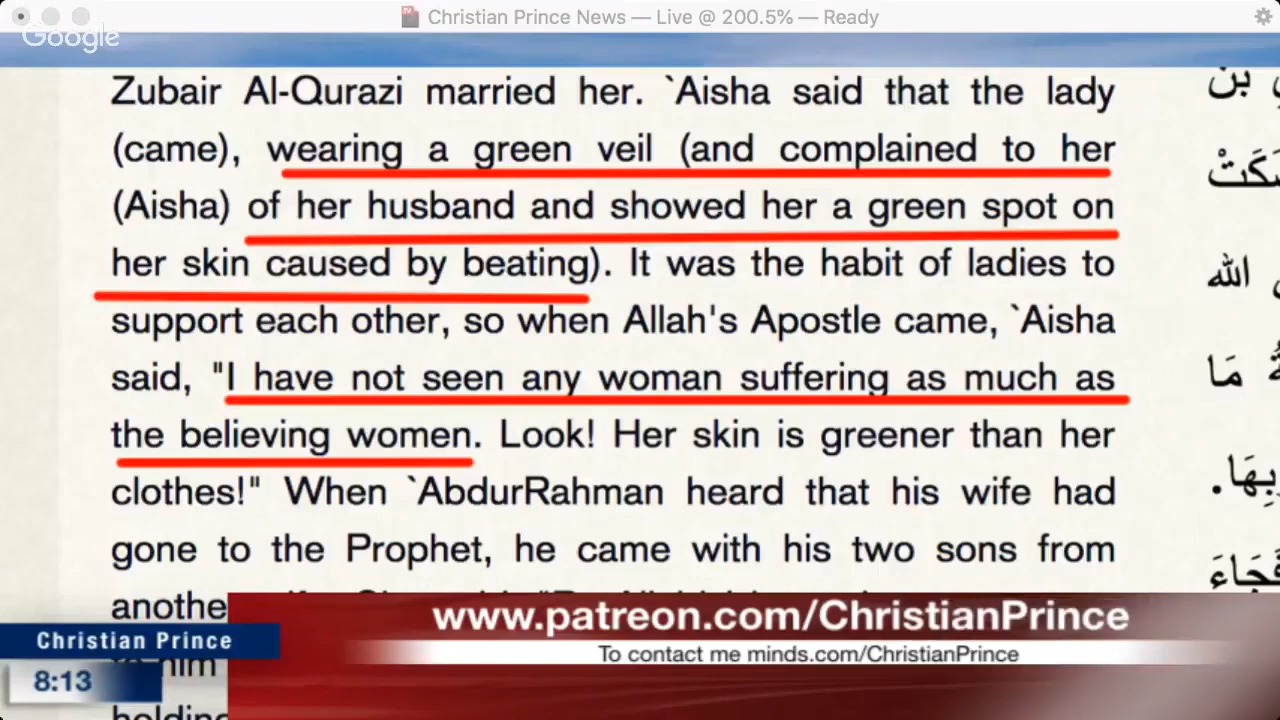 Christian Prince News — Live @ 200.5% — Ready
Google
Zubair Al-Qurazi married her. `Aisha said that the lady
(came), wearing a green veil (and complained to her
(Aisha) of her husband and showed her a green spot on
her skin caused by beating). It was the habit of ladies to
support each other, so when Allah's Apostle came, `Aisha
said, "I have not seen any woman suffering as much as
the believing women. Look! Her skin is greener than her
clothes!" When `AbdurRahman heard that his wife had
gone to the Prophet, he came with his two sons from
بن
الله
مَا
www.patreon.com/ChristianPrince
To contact me minds.com/ChristianPrince
Christian Prince
him
8:13